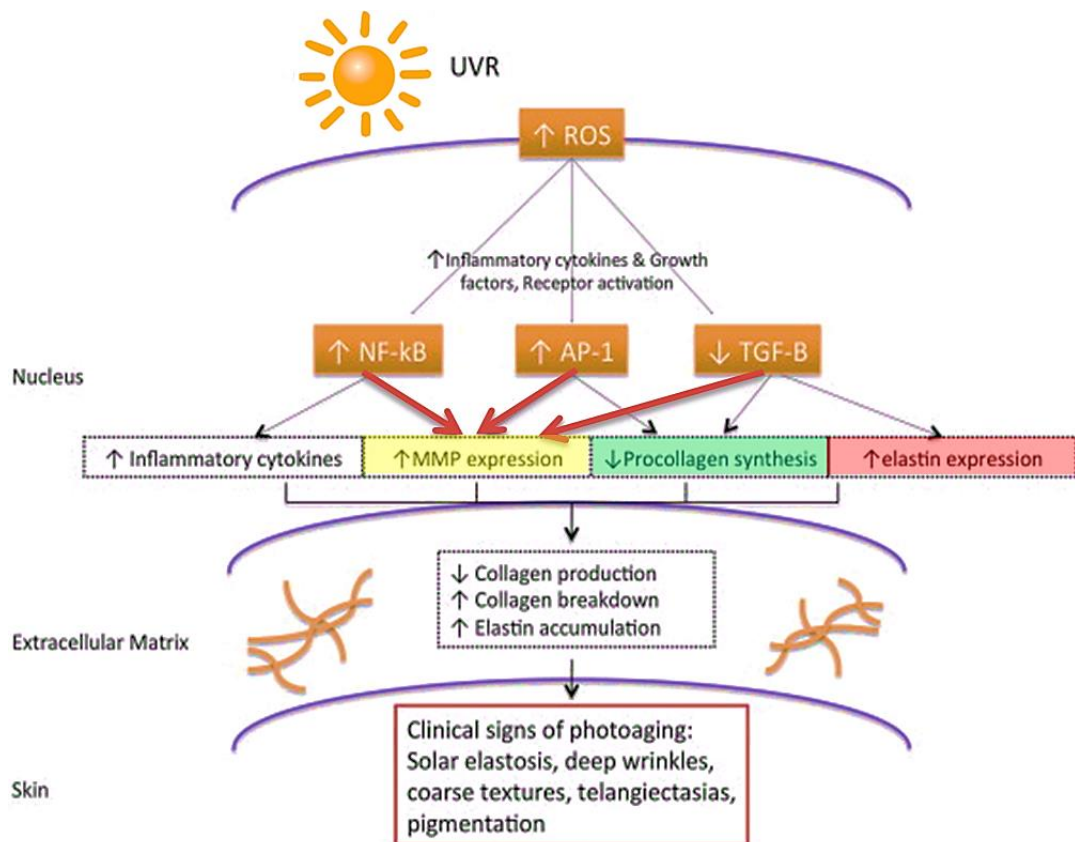 UVR
↑ ROS
↑Inflammatory cytokines & Growth
factors, Receptor activation
↑ NF-kB
↑ AP-1
↓ TGF-B
Nucleus
↑ Inflammatory cytokines
↑MMP expression
↓Procollagen synthesis
↑elastin expression
↓ Collagen production
↑ Collagen breakdown
↑ Elastin accumulation
Extracellular Matrix
Clinical signs of photoaging:
Solar elastosis, deep wrinkles,
coarse textures, telangiectasias,
pigmentation
Skin